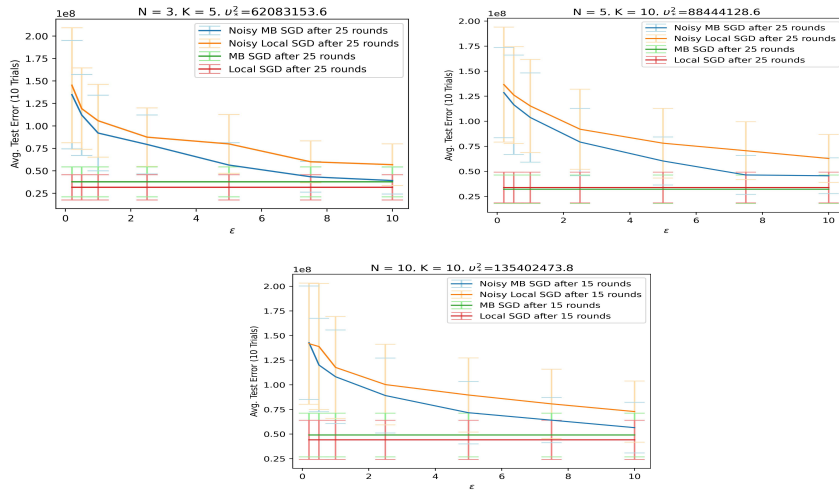 N = 3. K = 5. υ²*=62083153.6
1e8
Avg. Test Error (10 Trials)
2.00
1.75
1.50
1.25
1.00
0.75
0.50
0.25
Noisy MB SGD after 25 rounds
Noisy Local SGD after 25 rounds
MB SGD after 25 rounds
Local SGD after 25 rounds
0 2 4 6 8 10
ε
N = 5. K = 10. υ²*=88444128.6
1e8
Avg. Test Error (10 Trials)
2.00
1.75
1.50
1.25
1.00
0.75
0.50
0.25
Noisy MB SGD after 25 rounds
Noisy Local SGD after 25 rounds
MB SGD after 25 rounds
Local SGD after 25 rounds
0 2 4 6 8 10
ε
N = 10. K = 10. υ²*=135402473.8
1e8
Avg. Test Error (10 Trials)
2.00
1.75
1.50
1.25
1.00
0.75
0.50
0.25
Noisy MB SGD after 15 rounds
Noisy Local SGD after 15 rounds
MB SGD after 15 rounds
Local SGD after 15 rounds
0 2 4 6 8 10
ε